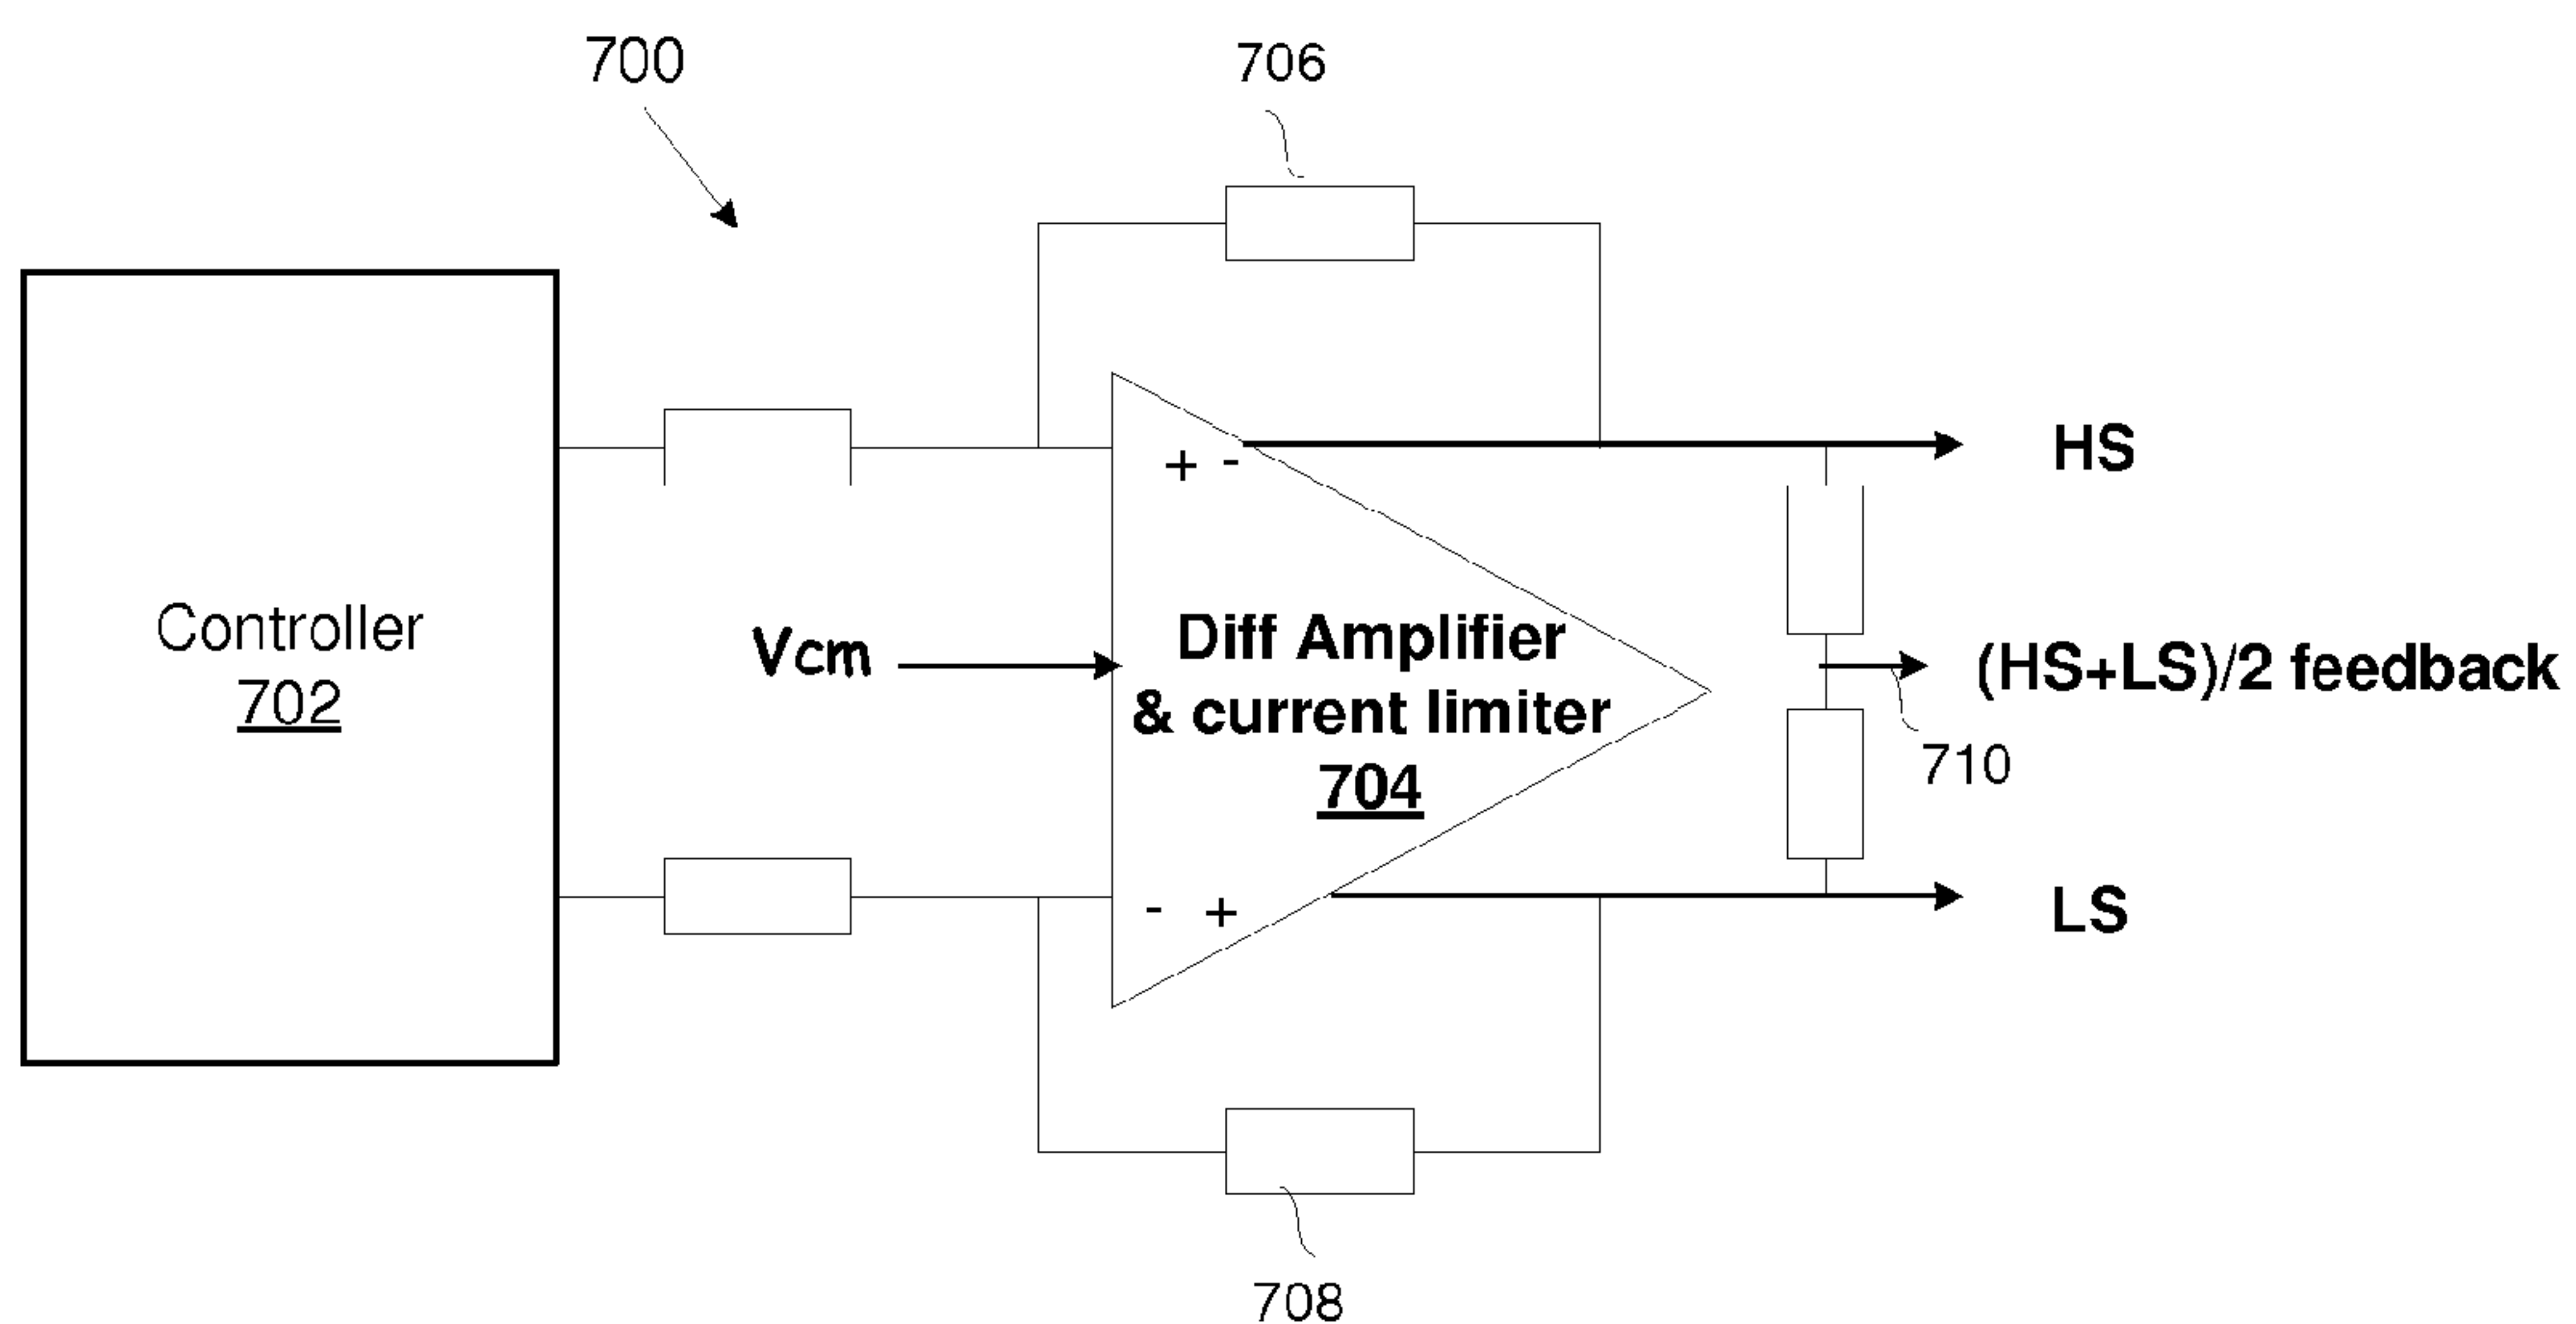 700
706
+ -
HS
Controller
702
Vcm
Diff Amplifier
& current limiter
704
(HS+LS)/2 feedback
710
- +
LS
708